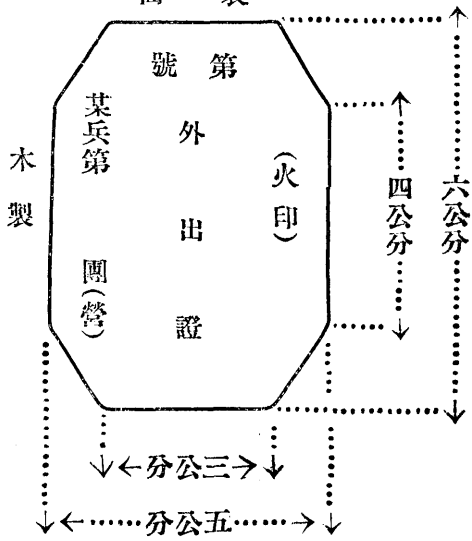 六公分
四公分
第號
(火印)
外出證
某兵第 團(營)
木製
三公分
五公分